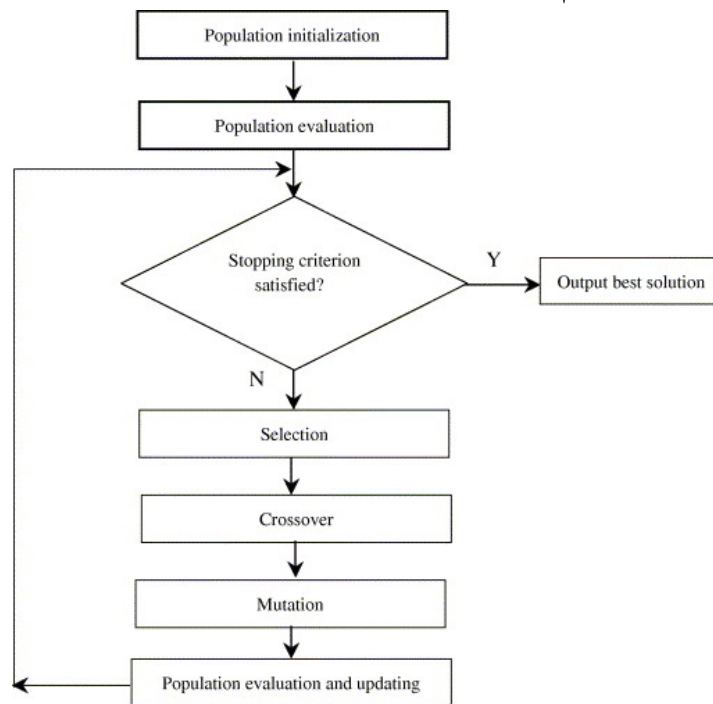 Population initialization
Population evaluation
Stopping criterion
satisfied?
Y
Output best solution
N
Selection
Crossover
Mutation
Population evaluation and updating